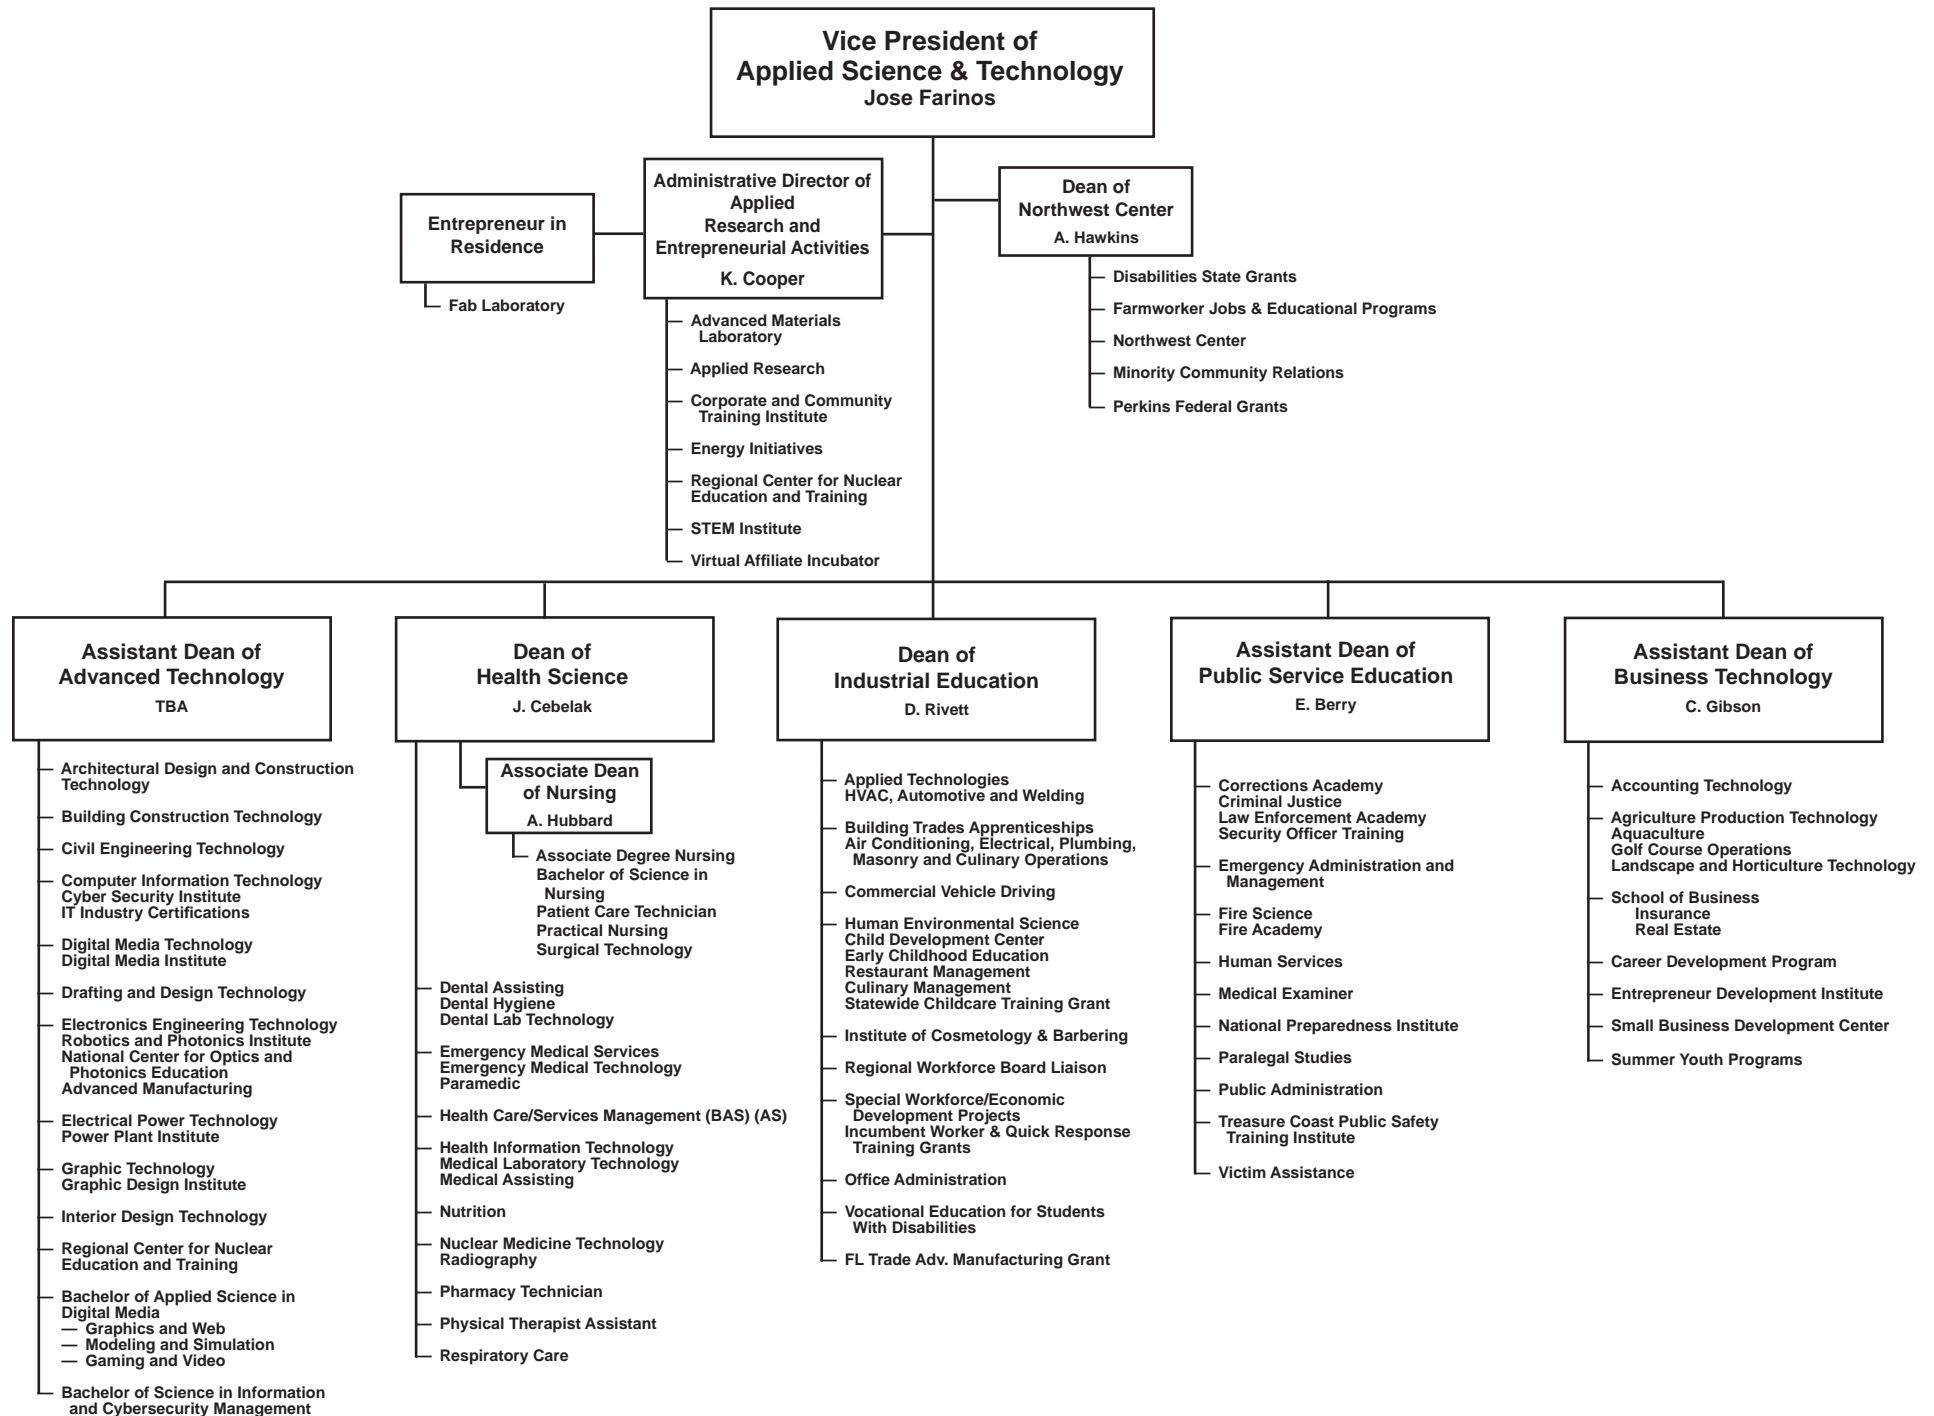 Vice President of
Applied Science & Technology
Jose Farinos
Entrepreneur in
Residence
Fab Laboratory
Administrative Director of
Applied
Research and
Entrepreneurial Activities
K. Cooper
Advanced Materials
Laboratory
Applied Research
Corporate and Community
Training Institute
Energy Initiatives
Regional Center for Nuclear
Education and Training
STEM Institute
Virtual Affiliate Incubator
Dean of
Northwest Center
A. Hawkins
Disabilities State Grants
Farmworker Jobs & Educational Programs
Northwest Center
Minority Community Relations
Perkins Federal Grants
Assistant Dean of
Advanced Technology
TBA
Architectural Design and Construction
Technology
Building Construction Technology
Civil Engineering Technology
Computer Information Technology
Cyber Security Institute
IT Industry Certifications
Digital Media Technology
Digital Media Institute
Drafting and Design Technology
Electronics Engineering Technology
Robotics and Photonics Institute
National Center for Optics and
Photonics Education
Advanced Manufacturing
Electrical Power Technology
Power Plant Institute
Graphic Technology
Graphic Design Institute
Interior Design Technology
Regional Center for Nuclear
Education and Training
Bachelor of Applied Science in
Digital Media
— Graphics and Web
— Modeling and Simulation
— Gaming and Video
Bachelor of Science in Information
and Cybersecurity Management
Dean of
Health Science
J. Cebelak
Associate Dean
of Nursing
A. Hubbard
Associate Degree Nursing
Bachelor of Science in
Nursing
Patient Care Technician
Practical Nursing
Surgical Technology
Dental Assisting
Dental Hygiene
Dental Lab Technology
Emergency Medical Services
Emergency Medical Technology
Paramedic
Health Care/Services Management (BAS) (AS)
Health Information Technology
Medical Laboratory Technology
Medical Assisting
Nutrition
Nuclear Medicine Technology
Radiography
Pharmacy Technician
Physical Therapist Assistant
Respiratory Care
Dean of
Industrial Education
D. Rivett
Applied Technologies
HVAC, Automotive and Welding
Building Trades Apprenticeships
Air Conditioning, Electrical, Plumbing,
Masonry and Culinary Operations
Commercial Vehicle Driving
Human Environmental Science
Child Development Center
Early Childhood Education
Restaurant Management
Culinary Management
Statewide Childcare Training Grant
Institute of Cosmetology & Barbering
Regional Workforce Board Liaison
Special Workforce/Economic
Development Projects
Incumbent Worker & Quick Response
Training Grants
Office Administration
Vocational Education for Students
With Disabilities
FL Trade Adv. Manufacturing Grant
Assistant Dean of
Public Service Education
E. Berry
Corrections Academy
Criminal Justice
Law Enforcement Academy
Security Officer Training
Emergency Administration and
Management
Fire Science
Fire Academy
Human Services
Medical Examiner
National Preparedness Institute
Paralegal Studies
Public Administration
Treasure Coast Public Safety
Training Institute
Victim Assistance
Assistant Dean of
Business Technology
C. Gibson
Accounting Technology
Agriculture Production Technology
Aquaculture
Golf Course Operations
Landscape and Horticulture Technology
School of Business
Insurance
Real Estate
Career Development Program
Entrepreneur Development Institute
Small Business Development Center
Summer Youth Programs